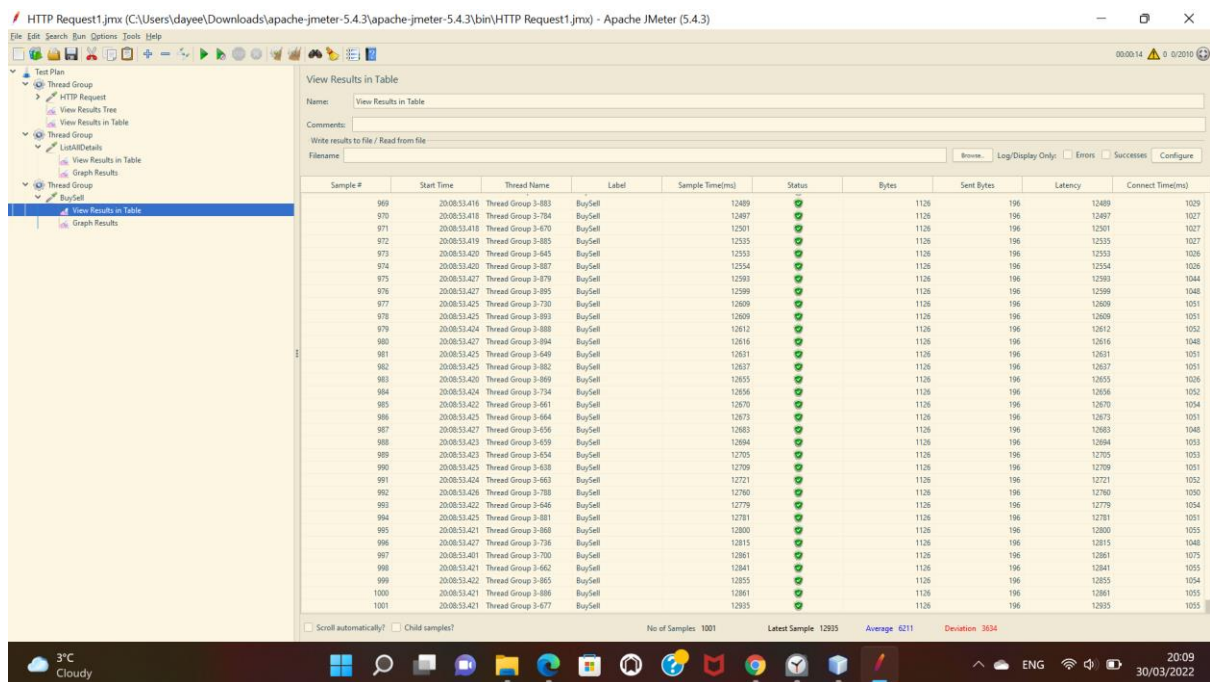 HTTP Request1.jmx (C:\Users\dayee\Downloads\apache-jmeter-5.4.3\apache-jmeter-5.4.3\bin\HTTP Request1.jmx) - Apache JMeter (5.4.3)
File Edit Search Run Options Tools Help
00:00:14 0 0/2010
Test Plan
Thread Group
HTTP Request
View Results Tree
View Results in Table
Thread Group
ListAllDetails
View Results in Table
Graph Results
Thread Group
BuySell
View Results in Table
Graph Results
View Results in Table
Name: View Results in Table
Comments:
Write results to file / Read from file
Filename Browse... Log/Display Only: Errors Successes Configure
Sample # Start Time Thread Name Label Sample Time(ms) Status Bytes Sent Bytes Latency Connect Time(ms)
969 20:08:53.416 Thread Group 3-883 BuySell 12489 1126 196 12489 1029
970 20:08:53.418 Thread Group 3-784 BuySell 12497 1126 196 12497 1027
971 20:08:53.418 Thread Group 3-670 BuySell 12501 1126 196 12501 1027
972 20:08:53.419 Thread Group 3-885 BuySell 12535 1126 196 12535 1027
973 20:08:53.420 Thread Group 3-645 BuySell 12553 1126 196 12553 1026
974 20:08:53.420 Thread Group 3-887 BuySell 12554 1126 196 12554 1026
975 20:08:53.427 Thread Group 3-879 BuySell 12593 1126 196 12593 1044
976 20:08:53.427 Thread Group 3-895 BuySell 12599 1126 196 12599 1048
977 20:08:53.425 Thread Group 3-730 BuySell 12609 1126 196 12609 1051
978 20:08:53.425 Thread Group 3-893 BuySell 12609 1126 196 12609 1051
979 20:08:53.424 Thread Group 3-888 BuySell 12612 1126 196 12612 1052
980 20:08:53.427 Thread Group 3-894 BuySell 12616 1126 196 12616 1048
981 20:08:53.425 Thread Group 3-649 BuySell 12631 1126 196 12631 1051
982 20:08:53.425 Thread Group 3-882 BuySell 12637 1126 196 12637 1051
983 20:08:53.420 Thread Group 3-869 BuySell 12655 1126 196 12655 1026
984 20:08:53.424 Thread Group 3-734 BuySell 12656 1126 196 12656 1052
985 20:08:53.422 Thread Group 3-661 BuySell 12670 1126 196 12670 1054
986 20:08:53.425 Thread Group 3-664 BuySell 12673 1126 196 12673 1051
987 20:08:53.427 Thread Group 3-656 BuySell 12683 1126 196 12683 1048
988 20:08:53.423 Thread Group 3-659 BuySell 12694 1126 196 12694 1053
989 20:08:53.423 Thread Group 3-654 BuySell 12705 1126 196 12705 1053
990 20:08:53.425 Thread Group 3-638 BuySell 12709 1126 196 12709 1051
991 20:08:53.424 Thread Group 3-663 BuySell 12721 1126 196 12721 1052
992 20:08:53.426 Thread Group 3-788 BuySell 12760 1126 196 12760 1050
993 20:08:53.422 Thread Group 3-646 BuySell 12779 1126 196 12779 1054
994 20:08:53.425 Thread Group 3-881 BuySell 12781 1126 196 12781 1051
995 20:08:53.421 Thread Group 3-868 BuySell 12800 1126 196 12800 1055
996 20:08:53.427 Thread Group 3-736 BuySell 12815 1126 196 12815 1048
997 20:08:53.401 Thread Group 3-700 BuySell 12861 1126 196 12861 1075
998 20:08:53.421 Thread Group 3-662 BuySell 12841 1126 196 12841 1055
999 20:08:53.422 Thread Group 3-865 BuySell 12855 1126 196 12855 1054
1000 20:08:53.421 Thread Group 3-886 BuySell 12861 1126 196 12861 1055
1001 20:08:53.421 Thread Group 3-677 BuySell 12935 1126 196 12935 1055
Scroll automatically? Child samples? No of Samples 1001 Latest Sample 12935 Average 6211 Deviation 3634
3°C
Cloudy
ENG
20:09
30/03/2022